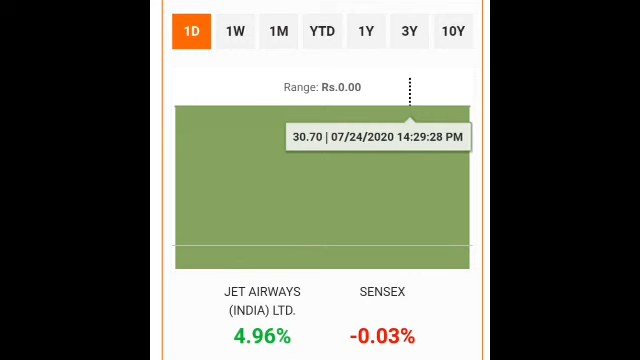 1D 1W 1M YTD 1Y 3Y 10Y
Range: Rs.0.00
30.70 | 07/24/2020 14:29:28 PM
JET AIRWAYS SENSEX
(INDIA) LTD.
4.96% -0.03%